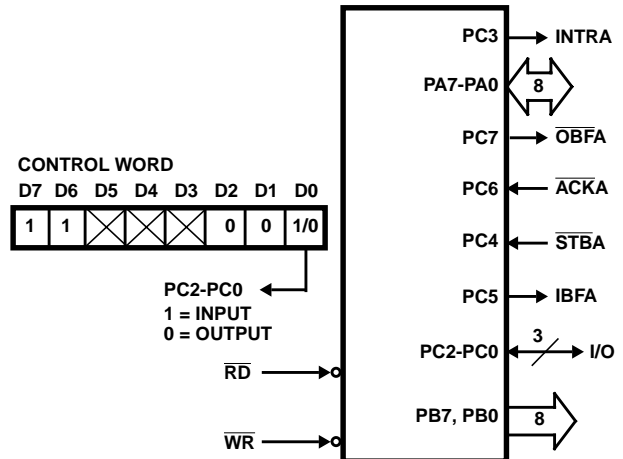 CONTROL WORD
D7 D6 D5 D4 D3 D2 D1 D0
1 1 0 0 1/0
PC2-PC0
1 = INPUT
0 = OUTPUT
RD
WR
PC3 INTRA
PA7-PA0 8
PC7 OBFA
PC6 ACKA
PC4 STBA
PC5 IBFA
PC2-PC0 3 I/O
PB7, PB0 8